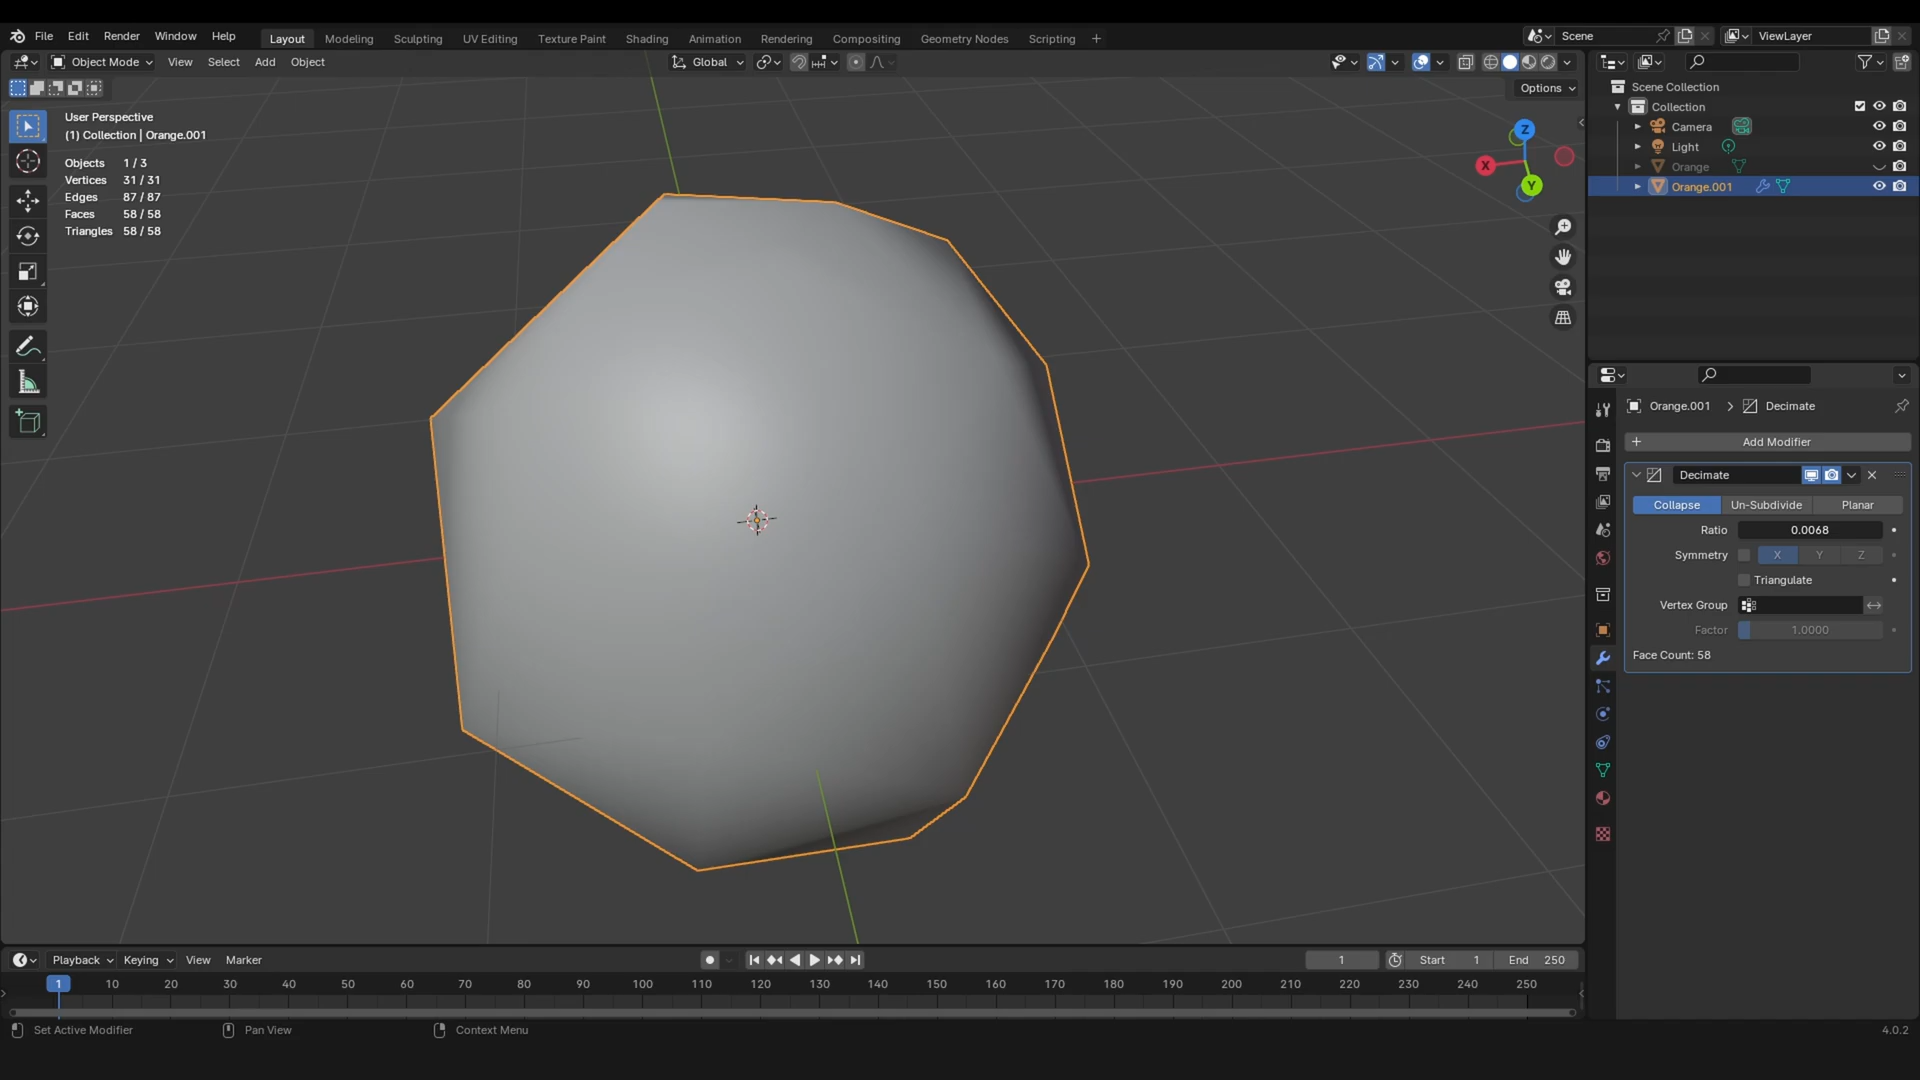 File Edit Render Window Help Layout Modeling Sculpting UV Editing Texture Paint Shading Animation Rendering Compositing Geometry Nodes Scripting + Scene ViewLayer
Object Mode View Select Add Object Global
Options
User Perspective
(1) Collection | Orange.001
Objects 1 / 3
Vertices 31 / 31
Edges 87 / 87
Faces 58 / 58
Triangles 58 / 58
Z
X
Y
Scene Collection
Collection
Camera
Light
Orange
Orange.001
Orange.001 > Decimate
+ Add Modifier
Decimate
Collapse Un-Subdivide Planar
Ratio 0.0068
Symmetry X Y Z
Triangulate
Vertex Group
Factor 1.0000
Face Count: 58
Playback Keying View Marker 1 Start 1 End 250
1 10 20 30 40 50 60 70 80 90 100 110 120 130 140 150 160 170 180 190 200 210 220 230 240 250
Set Active Modifier Pan View Context Menu 4.0.2